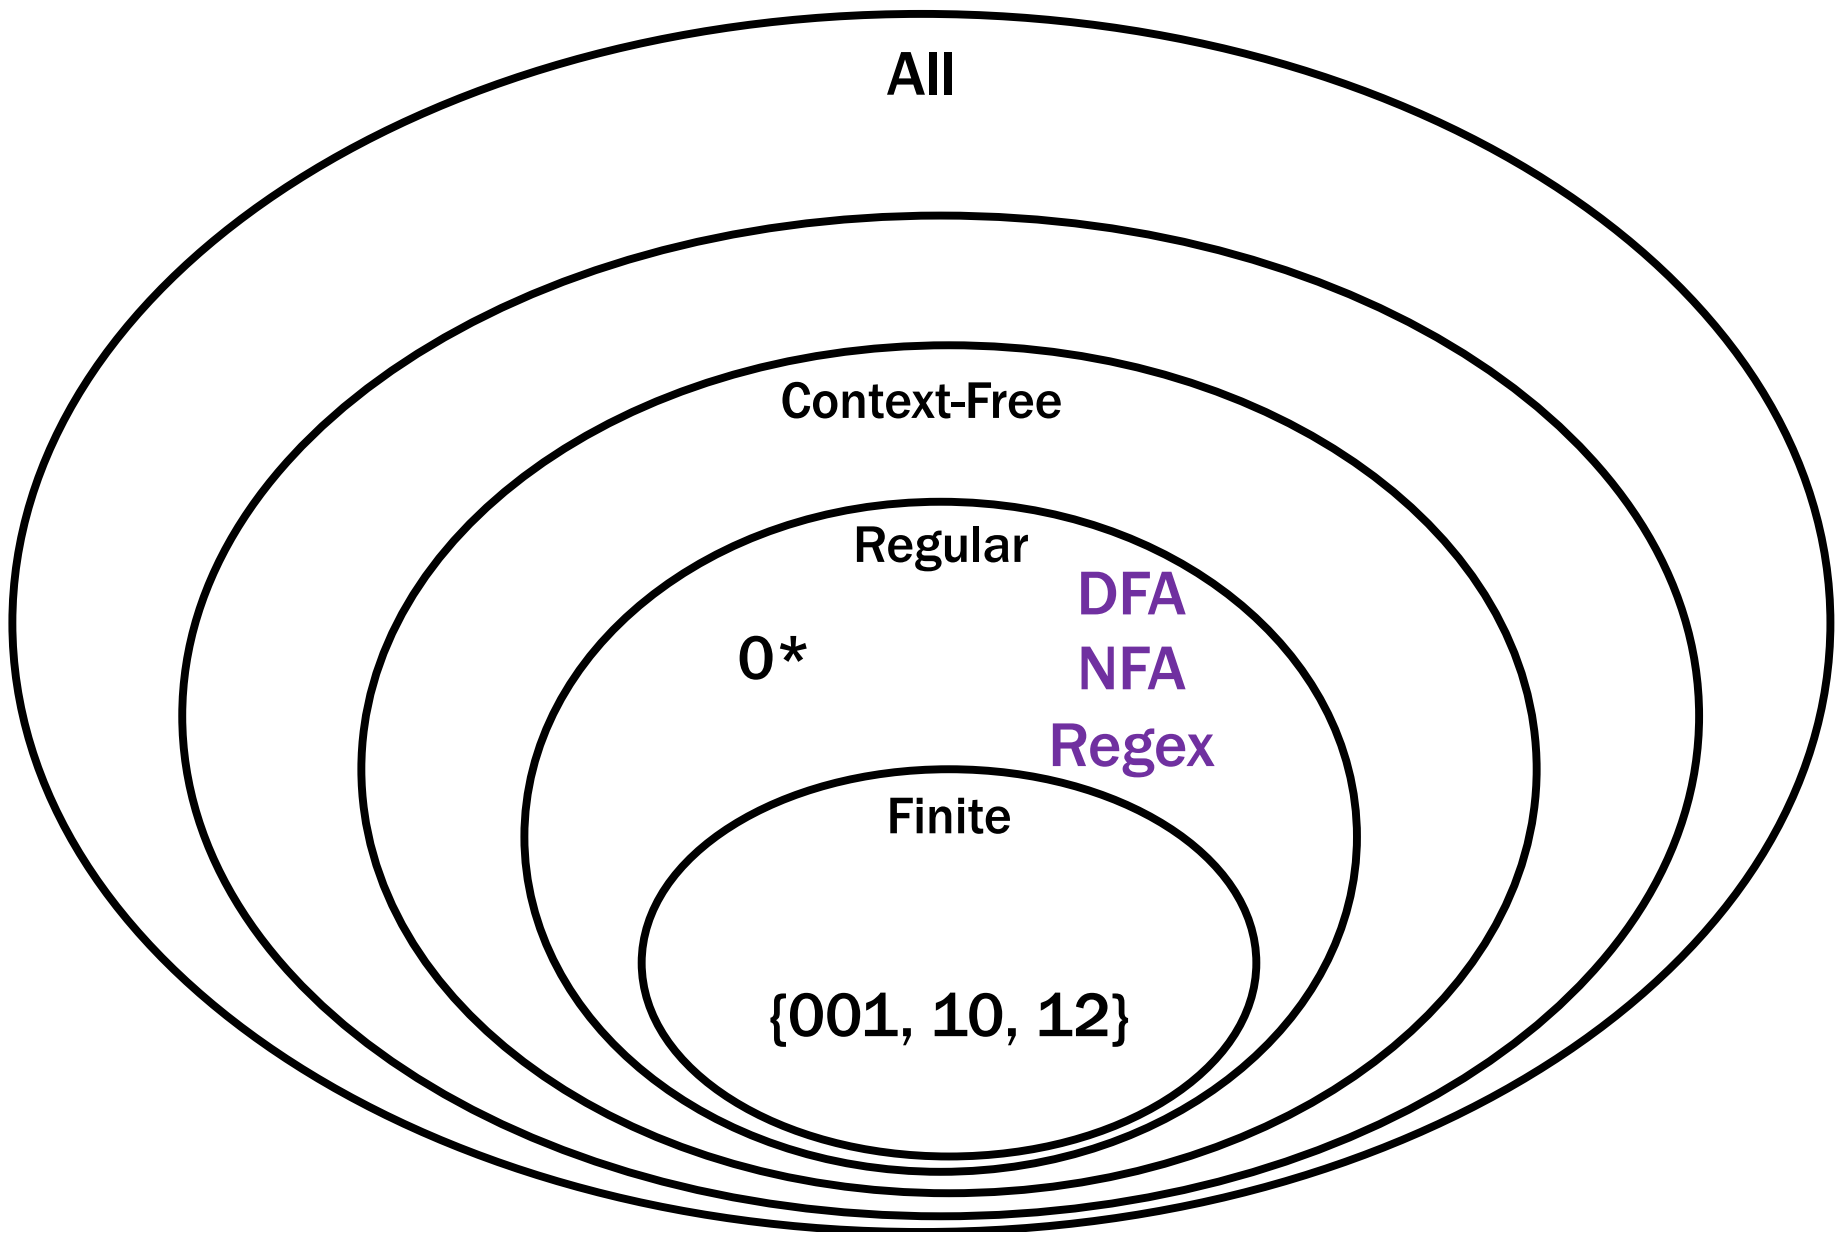 All
Context-Free
Regular
DFA
0*
NFA
Regex
Finite
{001, 10, 12}